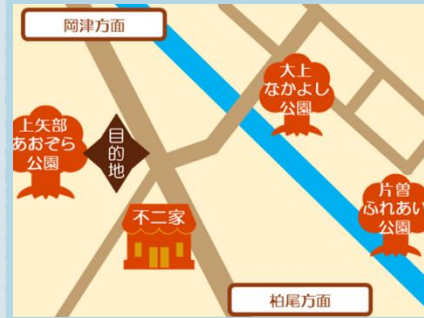 岡津方面
大上
なかよし
公園
上矢部
あおぞら
公園
目的地
片曽
ふれあい
公園
不二家
柏尾方面